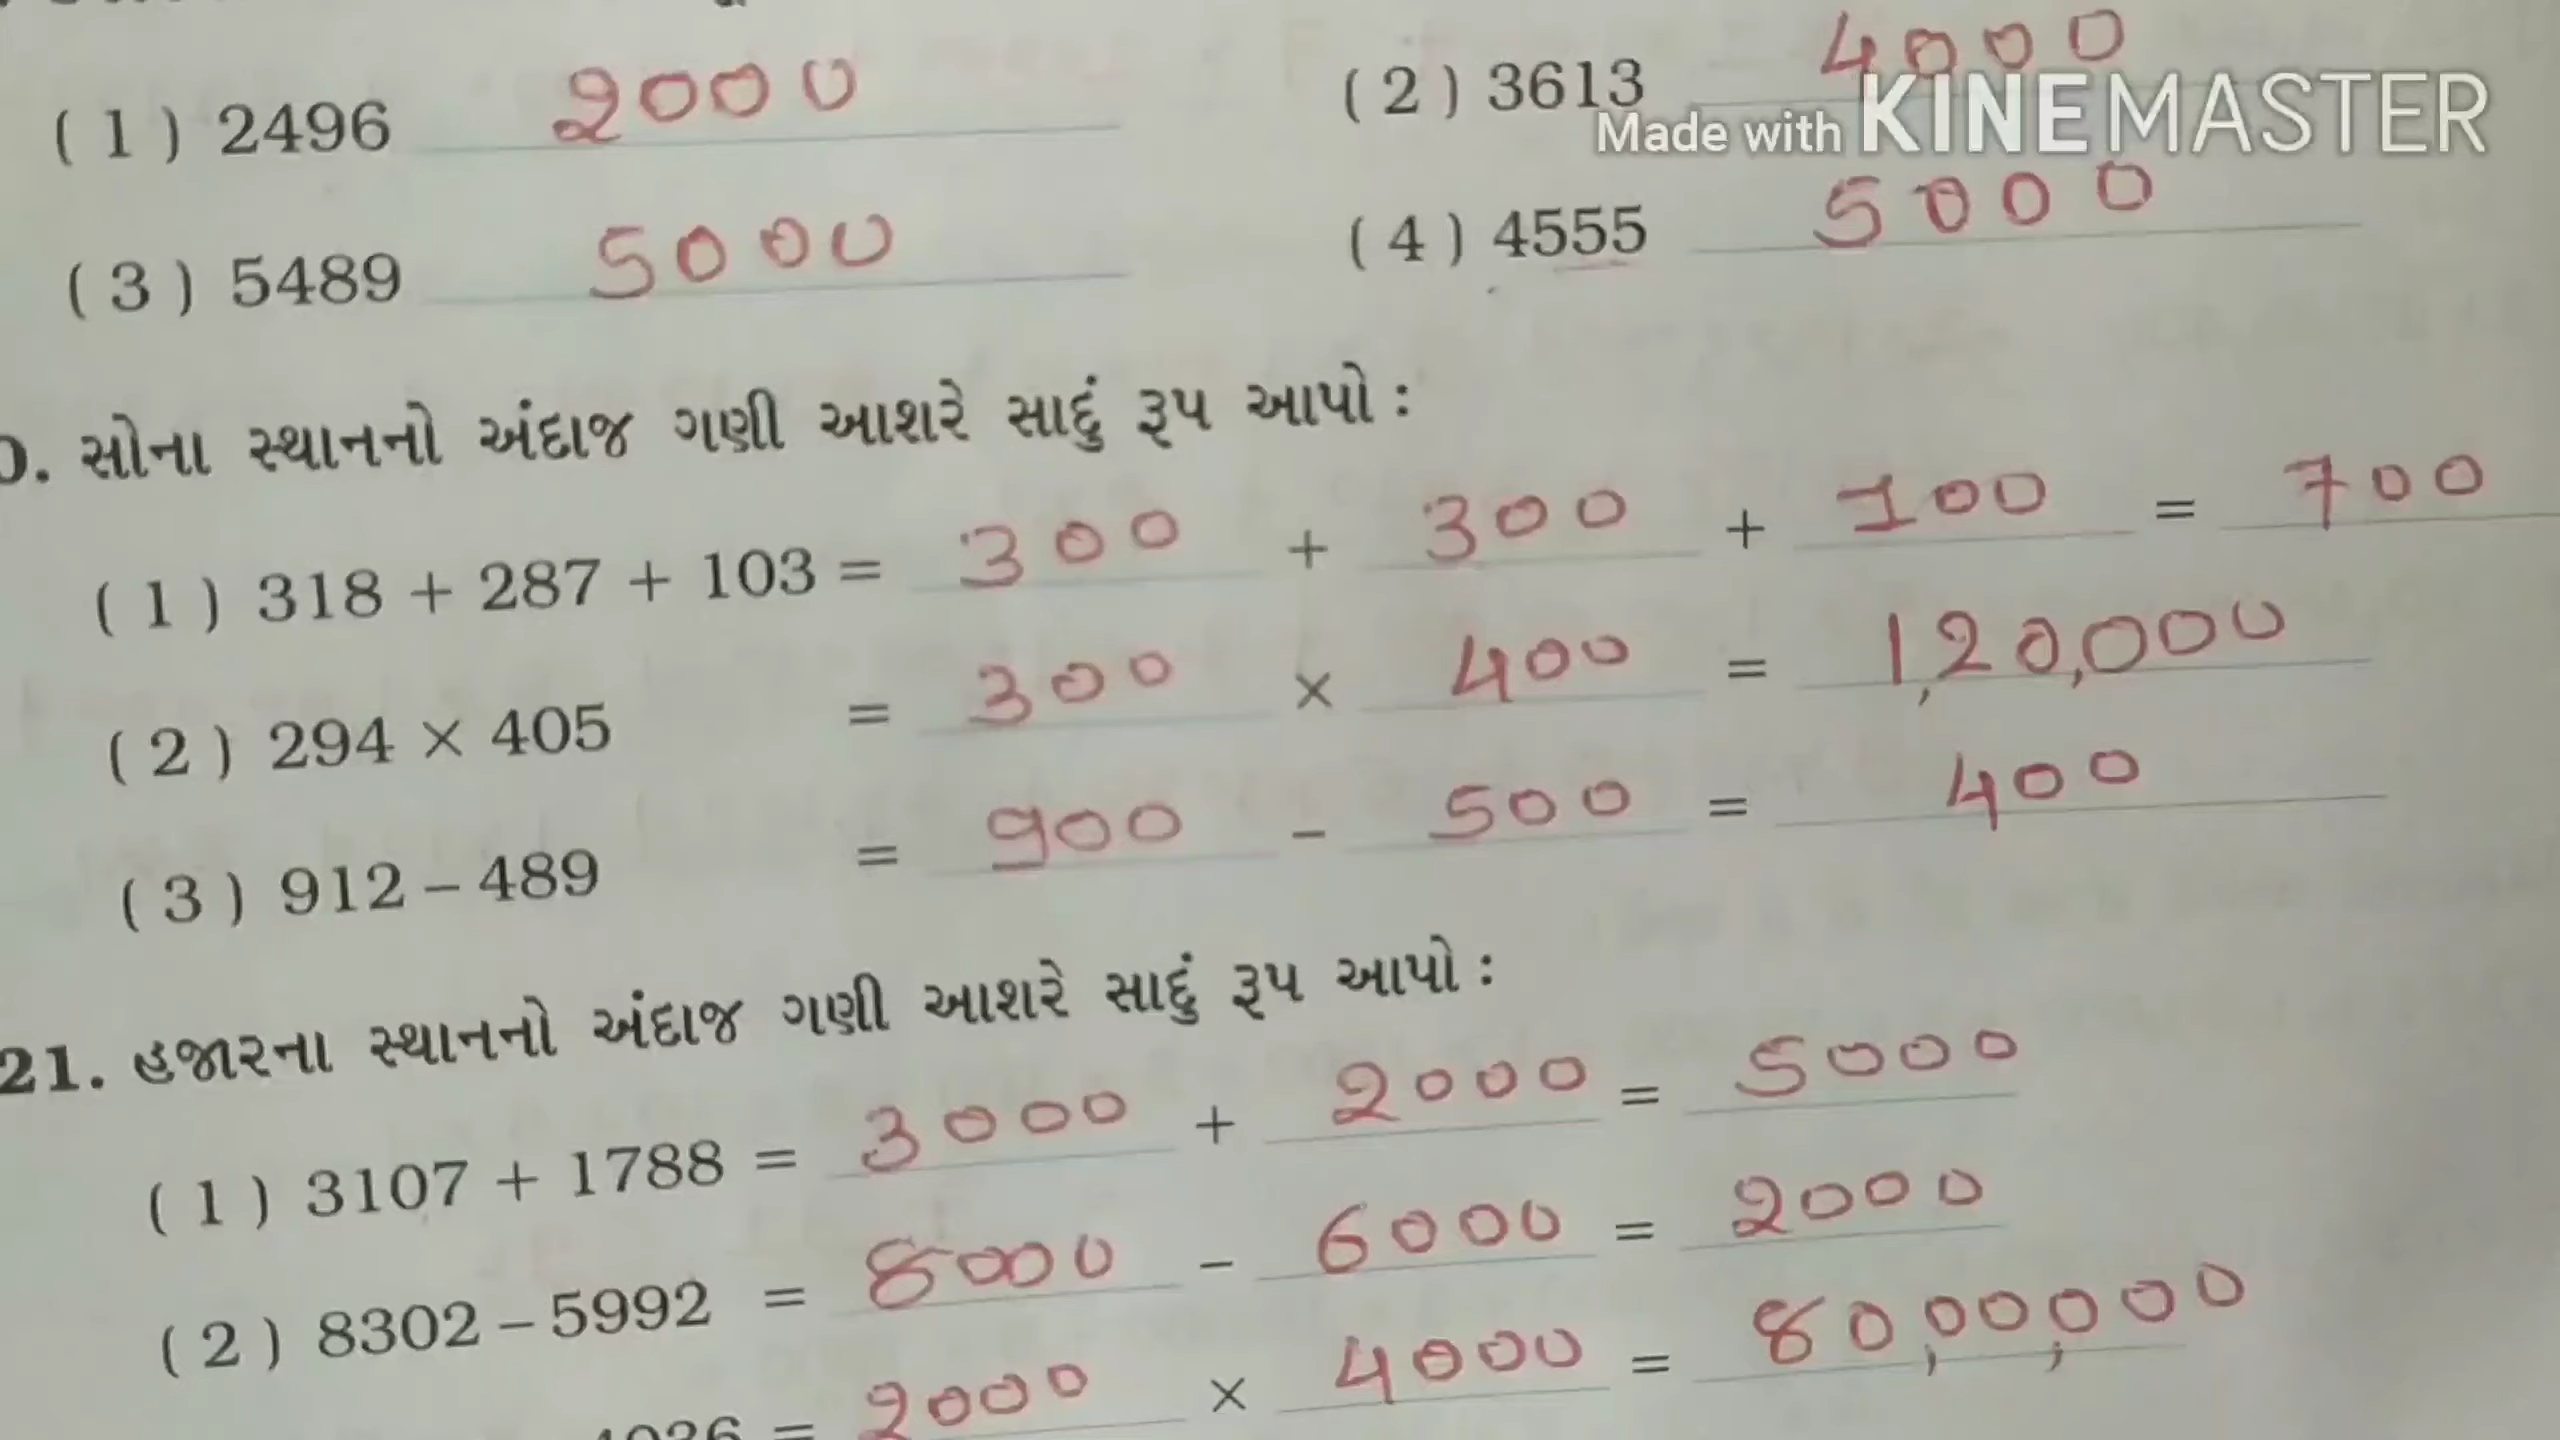 (1) 2496 2000 (2) 3613 4000
Made with KINEMASTER
(3) 5489 5000 (4) 4555 5000
0. સોના સ્થાનનો અંદાજ ગણી આશરે સાદું રૂપ આપો :
(1) 318 + 287 + 103 = 300 + 300 + 100 = 700
(2) 294 × 405 = 300 × 400 = 1,20,000
(3) 912 – 489 = 900 – 500 = 400
21. હજારના સ્થાનનો અંદાજ ગણી આશરે સાદું રૂપ આપો :
(1) 3107 + 1788 = 3000 + 2000 = 5000
(2) 8302 – 5992 = 8000 – 6000 = 2000
4036 = 2000 × 4000 = 80,00,000